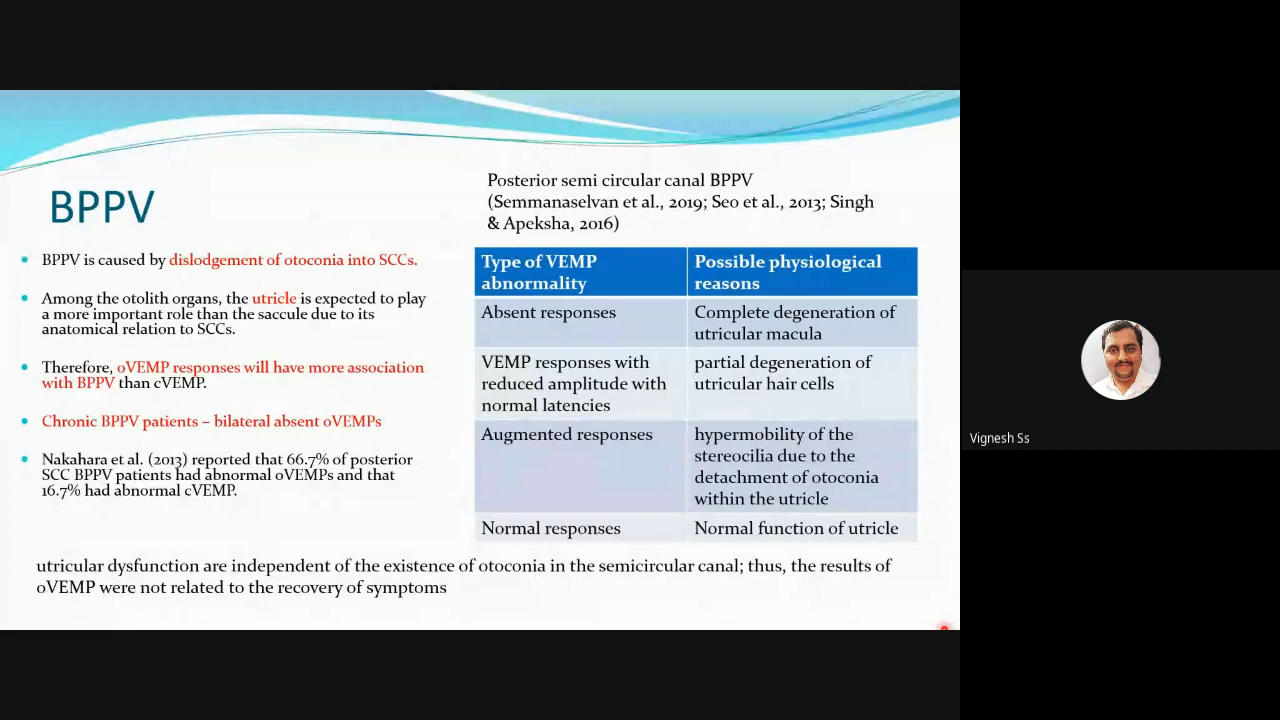 BPPV
BPPV is caused by dislodgement of otoconia into SCCs.
Among the otolith organs, the utricle is expected to play
a more important role than the saccule due to its
anatomical relation to SCCs.
Therefore, oVEMP responses will have more association
with BPPV than cVEMP.
Chronic BPPV patients – bilateral absent oVEMPs
Nakahara et al. (2013) reported that 66.7% of posterior
SCC BPPV patients had abnormal oVEMPs and that
16.7% had abnormal cVEMP.
Posterior semi circular canal BPPV
(Semmanaselvan et al., 2019; Seo et al., 2013; Singh
& Apeksha, 2016)
Type of VEMP
abnormality
Possible physiological
reasons
Absent responses
Complete degeneration of
utricular macula
VEMP responses with
reduced amplitude with
normal latencies
partial degeneration of
utricular hair cells
Augmented responses
hypermobility of the
stereocilia due to the
detachment of otoconia
within the utricle
Normal responses
Normal function of utricle
utricular dysfunction are independent of the existence of otoconia in the semicircular canal; thus, the results of
oVEMP were not related to the recovery of symptoms
Vignesh Ss